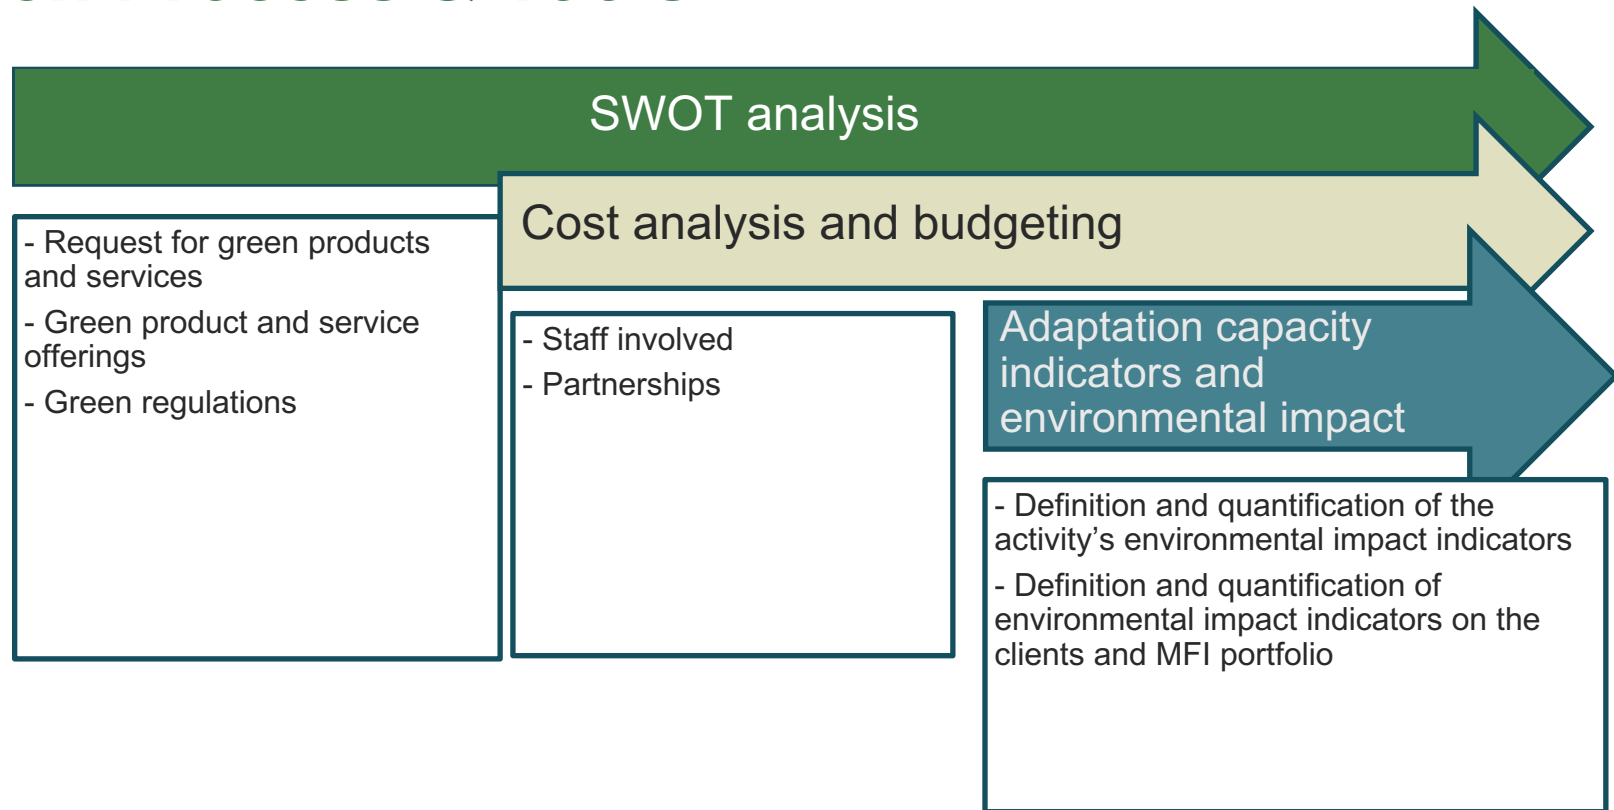 SWOT analysis
Cost analysis and budgeting
- Request for green products
and services
- Green product and service
offerings
- Green regulations
- Staff involved
- Partnerships
Adaptation capacity
indicators and
environmental impact
- Definition and quantification of the
activity’s environmental impact indicators
- Definition and quantification of
environmental impact indicators on the
clients and MFI portfolio